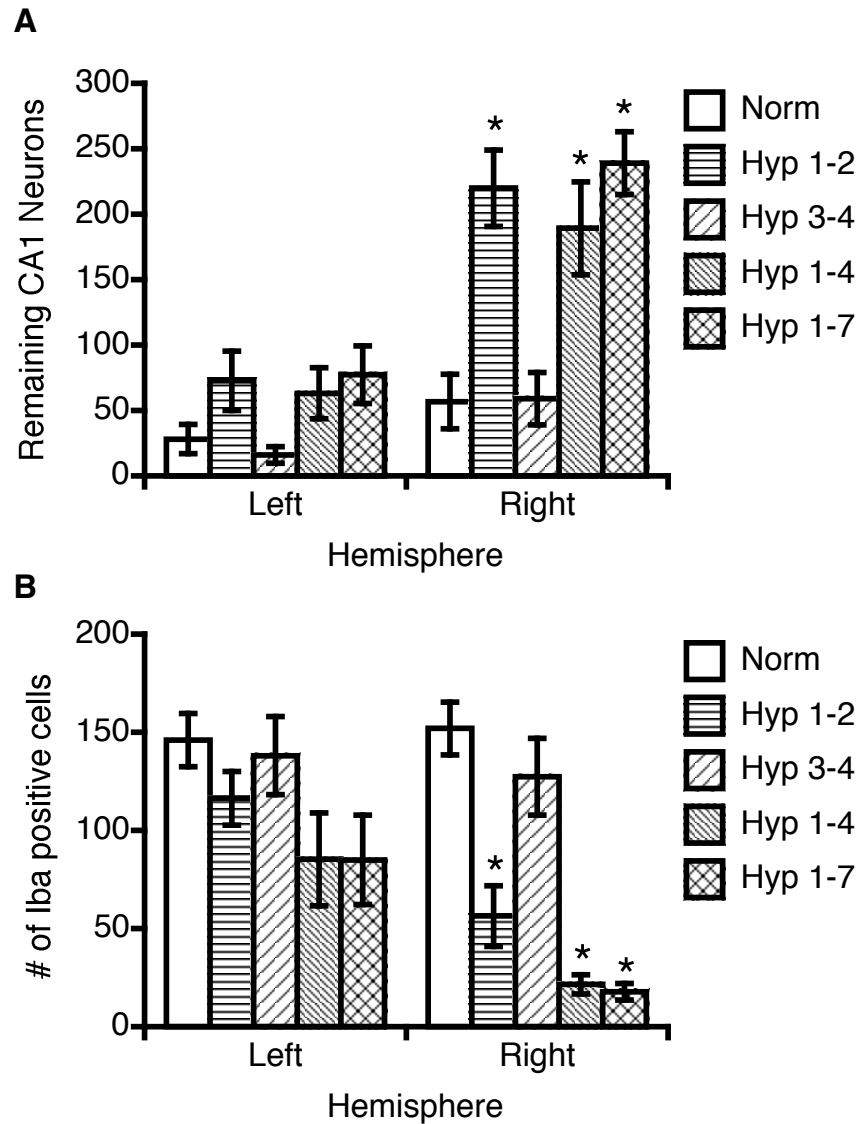 A
300
250
200
150
100
50
0
Remaining CA1 Neurons
* * *
Left Right
Hemisphere
Norm
Hyp 1-2
Hyp 3-4
Hyp 1-4
Hyp 1-7
B
200
150
100
50
0
# of Iba positive cells
* * *
Left Right
Hemisphere
Norm
Hyp 1-2
Hyp 3-4
Hyp 1-4
Hyp 1-7